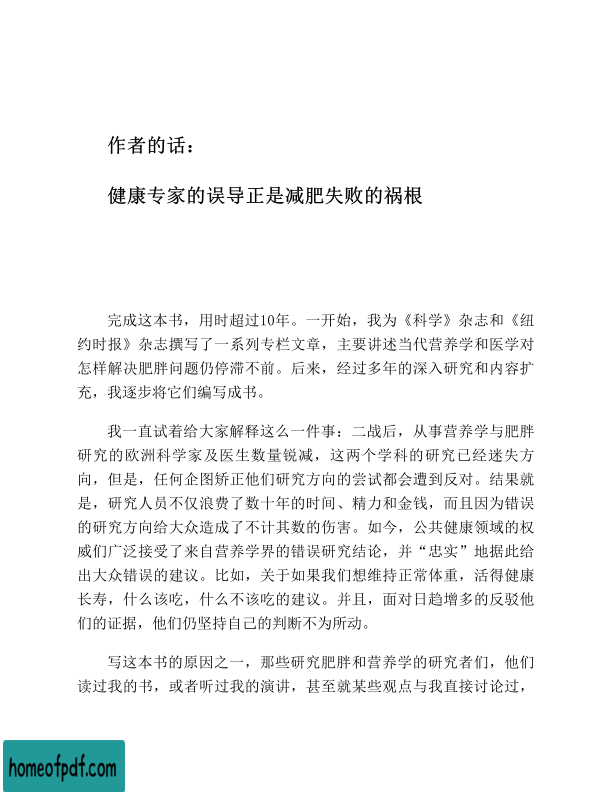 作者的话：
健康专家的误导正是减肥失败的祸根
完成这本书，用时超过10年。一开始，我为《科学》杂志和《纽
约时报》杂志撰写了一系列专栏文章，主要讲述当代营养学和医学对
怎样解决肥胖问题仍停滞不前。后来，经过多年的深入研究和内容扩
充，我逐步将它们编写成书。
我一直试着给大家解释这么一件事：二战后，从事营养学与肥胖
研究的欧洲科学家及医生数量锐减，这两个学科的研究已经迷失方
向，但是，任何企图矫正他们研究方向的尝试都会遭到反对。结果就
是，研究人员不仅浪费了数十年的时间、精力和金钱，而且因为错误
的研究方向给大众造成了不计其数的伤害。如今，公共健康领域的权
威们广泛接受了来自营养学界的错误研究结论，并“忠实”地据此给
出大众错误的建议。比如，关于如果我们想维持正常体重，活得健康
长寿，什么该吃，什么不该吃的建议。并且，面对日趋增多的反驳他
们的证据，他们仍坚持自己的判断不为所动。
写这本书的原因之一，那些研究肥胖和营养学的研究者们，他们
读过我的书，或者听过我的演讲，甚至就某些观点与我直接讨论过，
homeofpdf.com